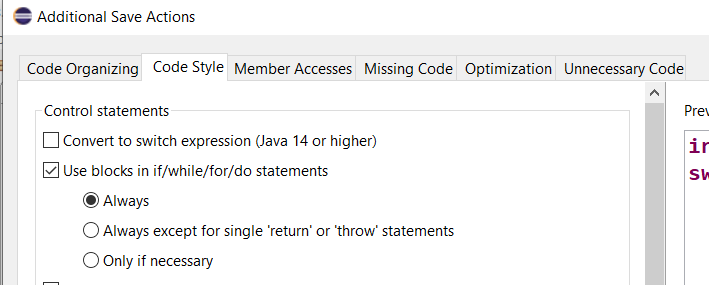 Additional Save Actions
Code Organizing Code Style Member Accesses Missing Code Optimization Unnecessary Code
Control statements
Convert to switch expression (Java 14 or higher)
Use blocks in if/while/for/do statements
Always
Always except for single 'return' or 'throw' statements
Only if necessary
Prev
in
sw